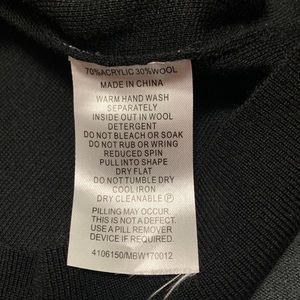 70%ACRYLIC 30%WOOL
MADE IN CHINA
WARM HAND WASH
SEPARATELY
INSIDE OUT IN WOOL
DETERGENT
DO NOT BLEACH OR SOAK
DO NOT RUB OR WRING
REDUCED SPIN
PULL INTO SHAPE
DRY FLAT
DO NOT TUMBLE DRY
COOL IRON
DRY CLEANABLE Ⓟ
PILLING MAY OCCUR.
THIS IS NOT A DEFECT.
USE A PILL REMOVER
DEVICE IF REQUIRED.
4106150/MBW170012